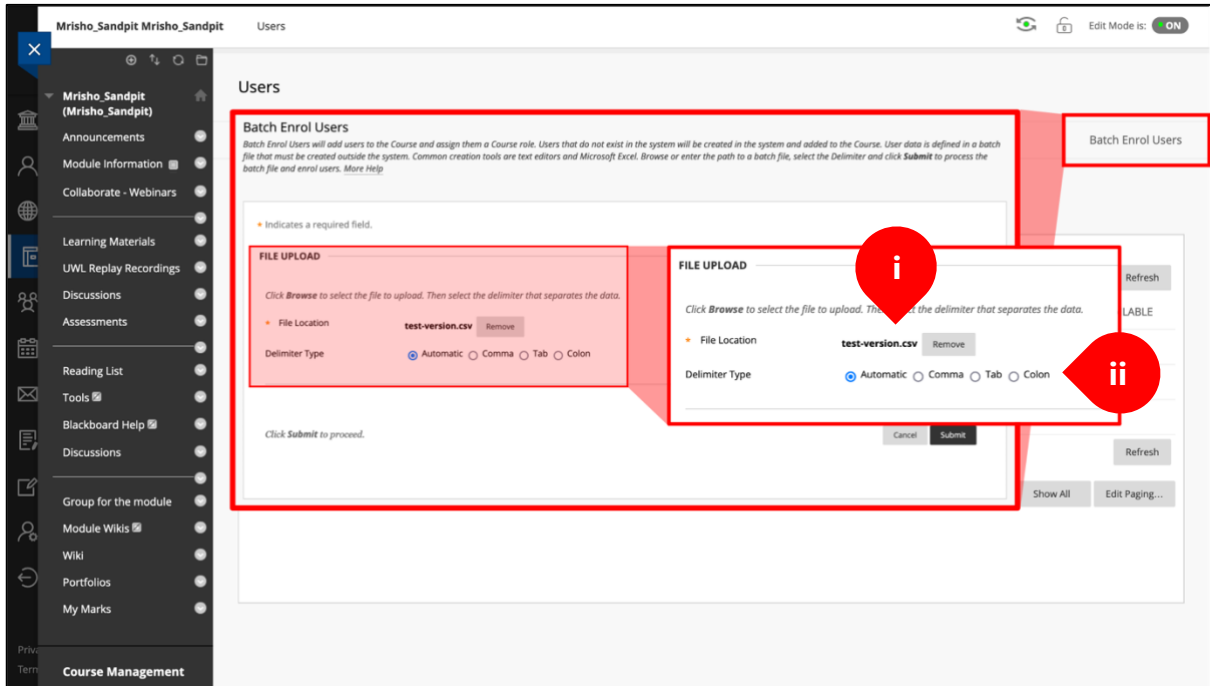 Mrisho_Sandpit Mrisho_Sandpit
Users
Edit Mode is:
ON
Mrisho_Sandpit
(Mrisho_Sandpit)
Announcements
Module Information
Collaborate - Webinars
Learning Materials
UWL Replay Recordings
Discussions
Assessments
Reading List
Tools
Blackboard Help
Discussions
Group for the module
Module Wikis
Wiki
Portfolios
My Marks
Course Management
Users
Batch Enrol Users
Batch Enrol Users will add users to the Course and assign them a Course role. Users that do not exist in the system will be created in the system and added to the Course. User data is defined in a batch
file that must be created outside the system. Common creation tools are text editors and Microsoft Excel. Browse or enter the path to a batch file, select the Delimiter and click Submit to process the
batch file and enrol users. More Help
Indicates a required field.
FILE UPLOAD
Click Browse to select the file to upload. Then select the delimiter that separates the data.
File Location
test-version.csv
Remove
Delimiter Type
Automatic
Comma
Tab
Colon
Click Submit to proceed.
Cancel
Submit
FILE UPLOAD
Click Browse to select the file to upload. The
the delimiter that separates the data.
File Location
test-version.csv
Remove
Delimiter Type
Automatic
Comma
Tab
Colon
i
ii
Batch Enrol Users
Refresh
LABLE
Refresh
Show All
Edit Paging...